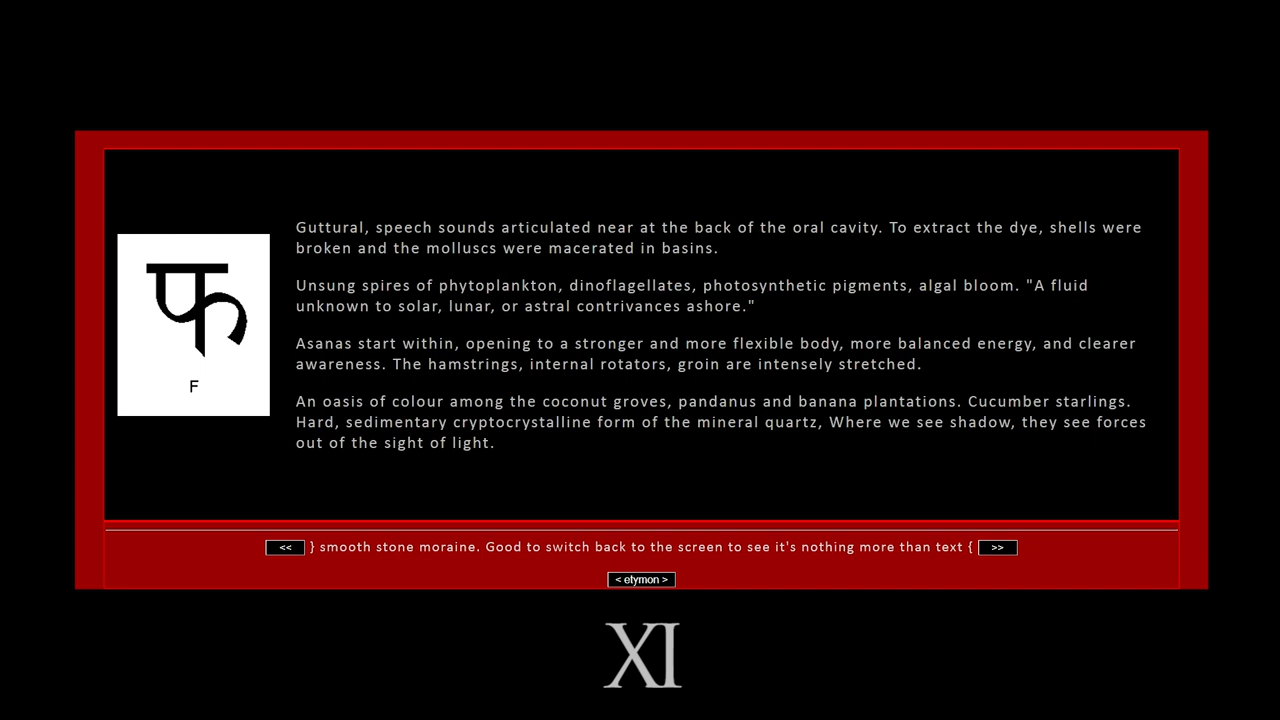 फ
F
Guttural, speech sounds articulated near at the back of the oral cavity. To extract the dye, shells were
broken and the molluscs were macerated in basins.
Unsung spires of phytoplankton, dinoflagellates, photosynthetic pigments, algal bloom. "A fluid
unknown to solar, lunar, or astral contrivances ashore."
Asanas start within, opening to a stronger and more flexible body, more balanced energy, and clearer
awareness. The hamstrings, internal rotators, groin are intensely stretched.
An oasis of colour among the coconut groves, pandanus and banana plantations. Cucumber starlings.
Hard, sedimentary cryptocrystalline form of the mineral quartz, Where we see shadow, they see forces
out of the sight of light.
<< } smooth stone moraine. Good to switch back to the screen to see it's nothing more than text { >>
< etymon >
XI